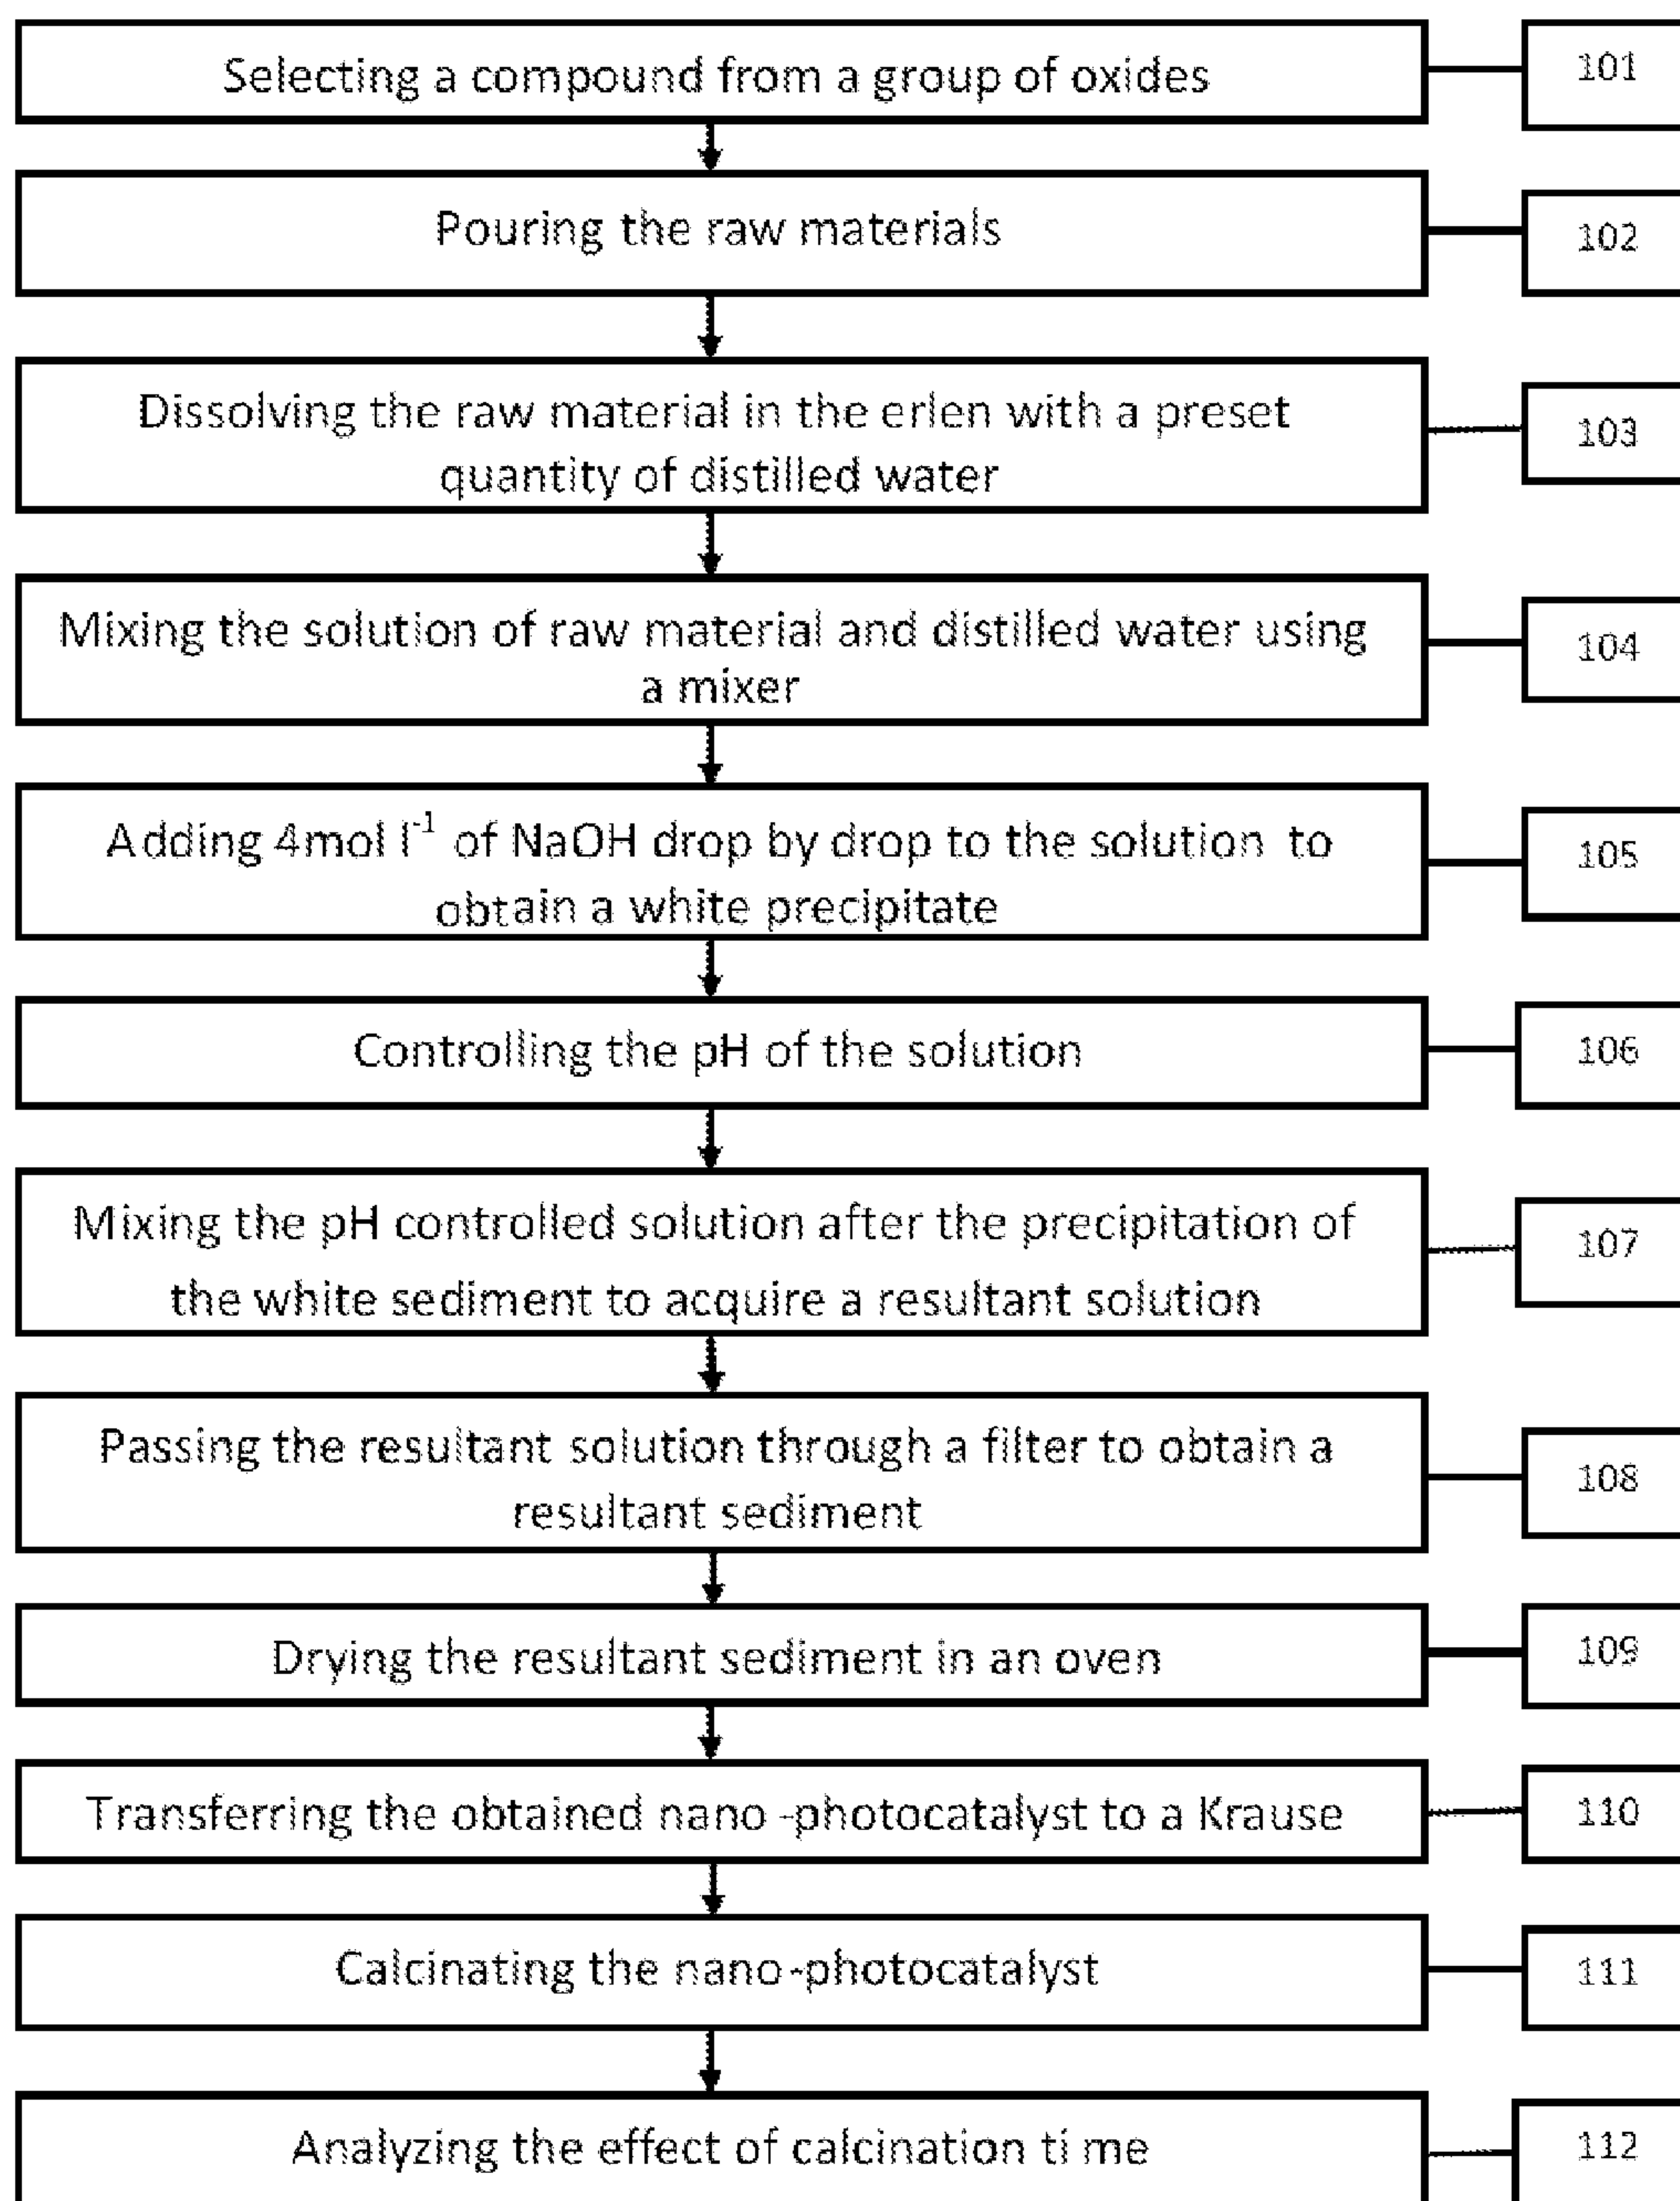 Selecting a compound from a group of oxides
101
Pouring the raw materials
102
Dissolving the raw material in the erlen with a preset
quantity of distilled water
103
Mixing the solution of raw material and distilled water using
a mixer
104
Adding 4mol l⁻¹ of NaOH drop by drop to the solution to
obtain a white precipitate
105
Controlling the pH of the solution
106
Mixing the pH controlled solution after the precipitation of
the white sediment to acquire a resultant solution
107
Passing the resultant solution through a filter to obtain a
resultant sediment
108
Drying the resultant sediment in an oven
109
Transferring the obtained nano -photocatalyst to a Krause
110
Calcinating the nano-photocatalyst
111
Analyzing the effect of calcination ti me
112